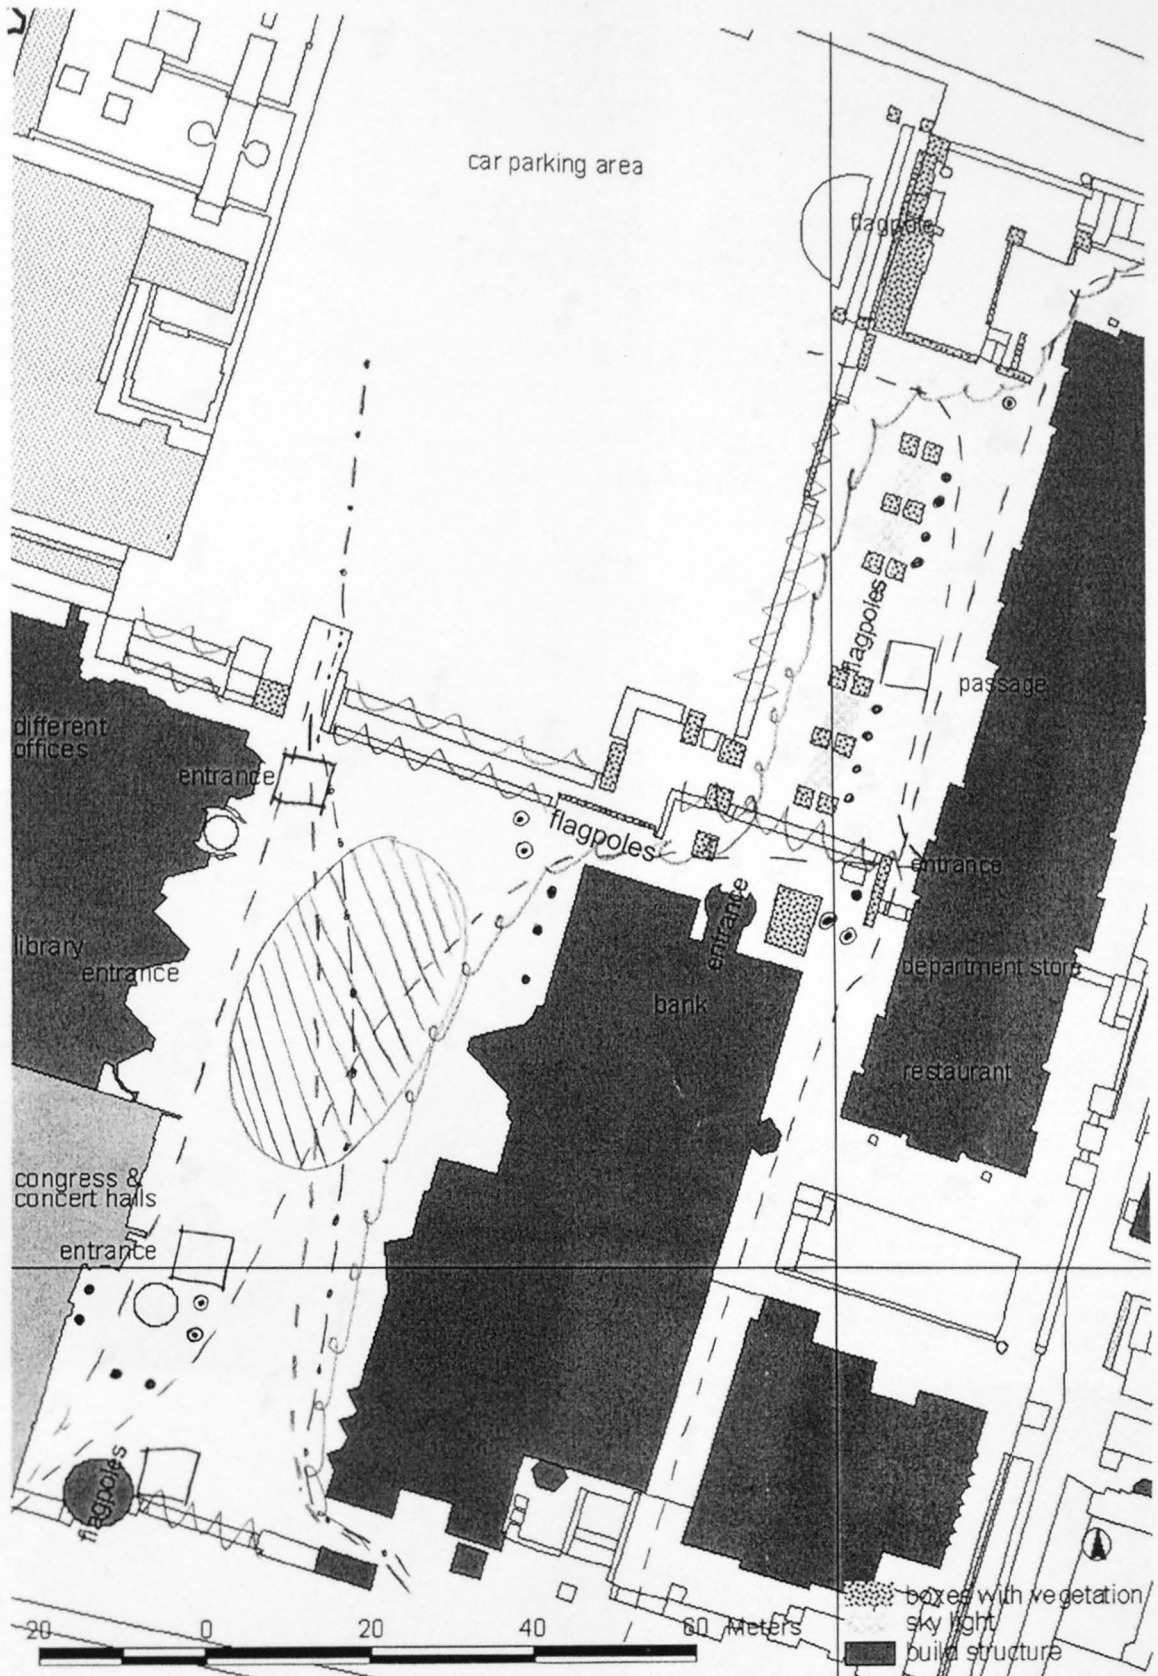 car parking area
flagpole
flagpoles
passage
different
offices
entrance
flagpoles
entrance
entrance
library
entrance
department store
bank
restaurant
congress &
concert halls
entrance
flagpoles
boxes with vegetation
sky light
build structure
20 0 20 40 60 Meters